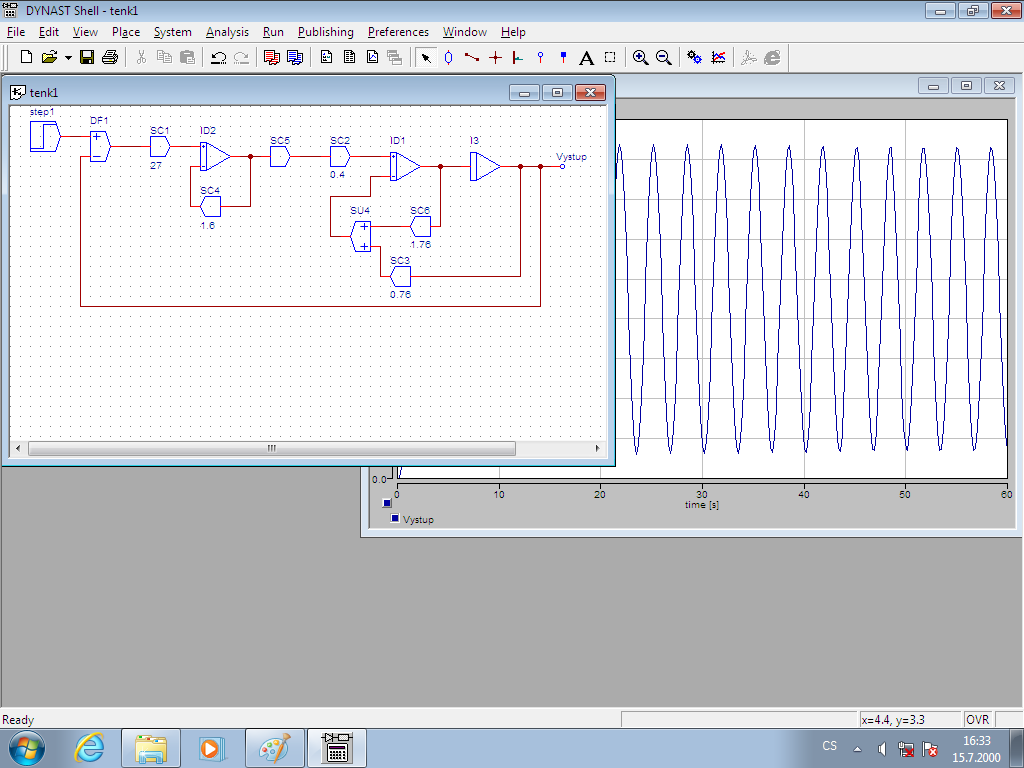 DYNAST Shell - tenk1
File Edit View Place System Analysis Run Publishing Preferences Window Help
tenk1
step1
DF1
SC1
27
ID2
SC4
1.6
SC5
SC2
0.4
ID1
I3
Vystup
SU4
SC6
1.76
SC3
0.76
0.0
0 10 20 30 40 50 60
time [s]
Vystup
Ready
x=4.4, y=3.3
OVR
CS
16:33
15.7.2000